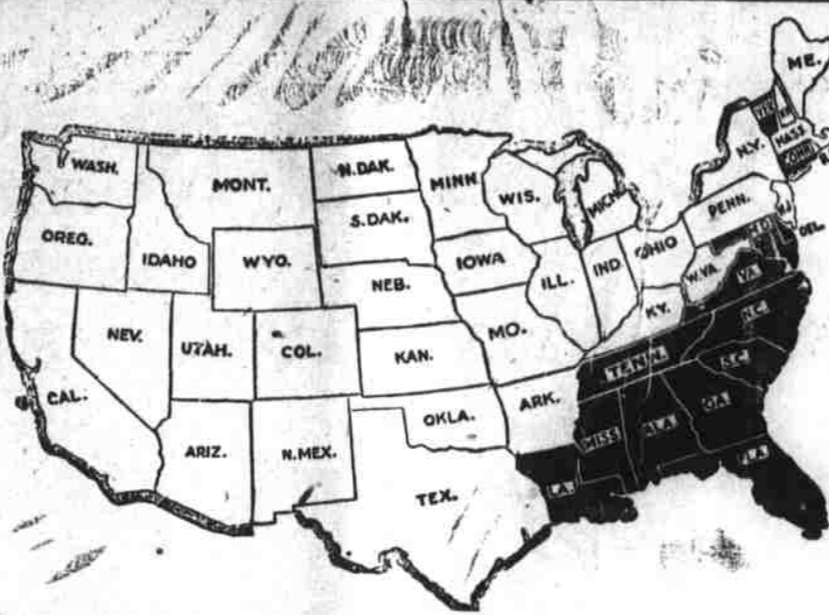 ME.
VT.
N.H.
WASH.
MONT.
N.DAK.
MINN
N.Y.
MASS.
CONN.
OREG.
IDAHO
WYO.
S.DAK.
WIS.
MICH.
PENN.
N.J.
IOWA
OHIO
MD.
DEL.
NEB.
ILL.
IND
W.VA.
VA.
NEV.
UTAH.
COL.
KAN.
MO.
KY.
N.C.
TENN.
S.C.
CAL.
ARIZ.
N.MEX.
OKLA.
ARK.
MISS.
ALA.
GA.
TEX.
LA.
FLA.